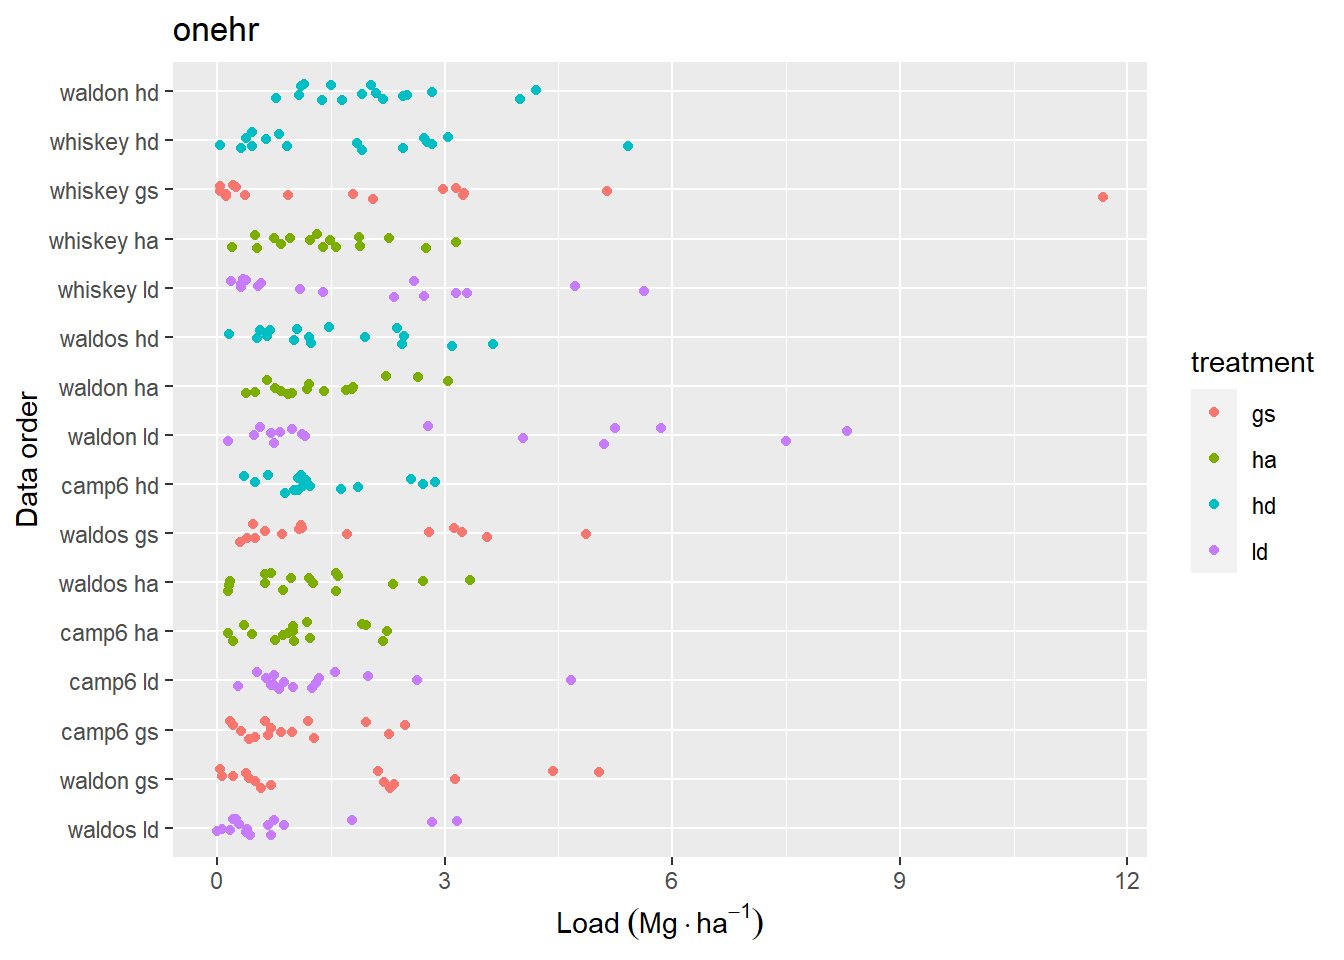 onehr
Data order
waldon hd
whiskey hd
whiskey gs
whiskey ha
whiskey ld
waldos hd
waldon ha
waldon ld
camp6 hd
waldos gs
waldos ha
camp6 ha
camp6 ld
camp6 gs
waldon gs
waldos ld
0 3 6 9 12
Load (Mg·ha⁻¹)
treatment
gs
ha
hd
ld